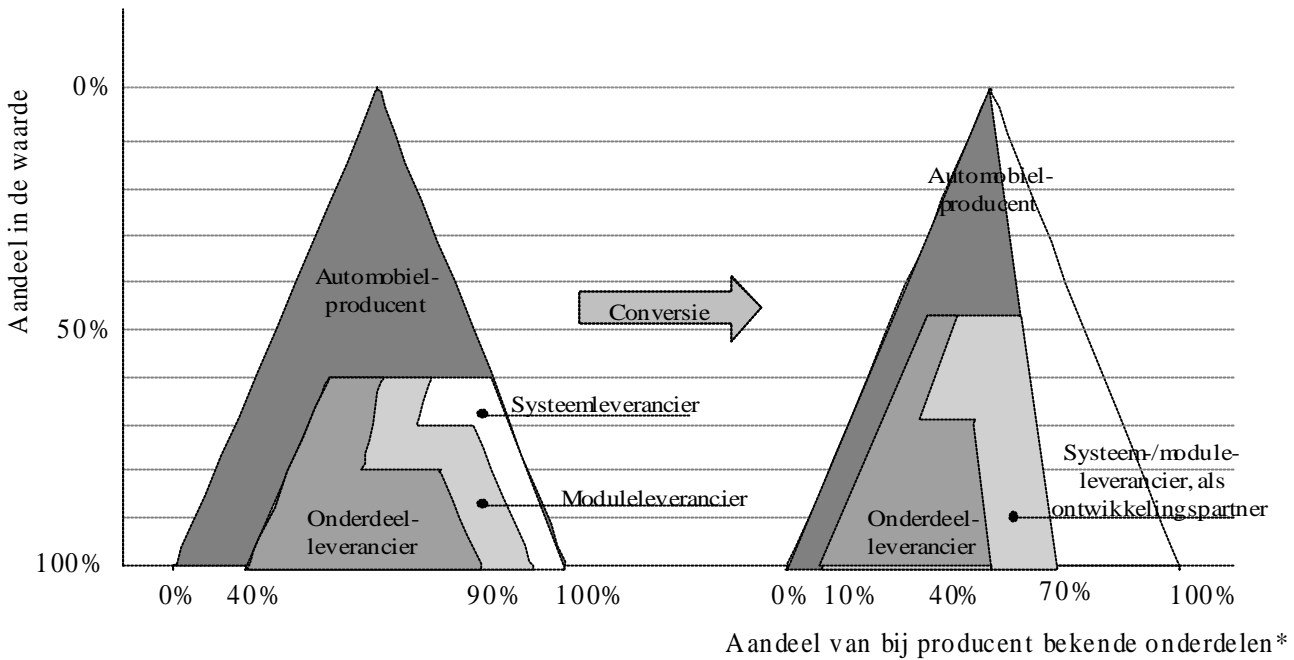 Aandeel in de waarde
0%
50%
100%
Automobiel-
producent
Systeemleverancier
Moduleleverancier
Onderdeel-
leverancier
0%
40%
90%
100%
Conversie
Automobiel-
producent
Systeem-/module-
leverancier, als
ontwikkelingspartner
Onderdeel-
leverancier
0%
10%
40%
70%
100%
Aandeel van bij producent bekende onderdelen*